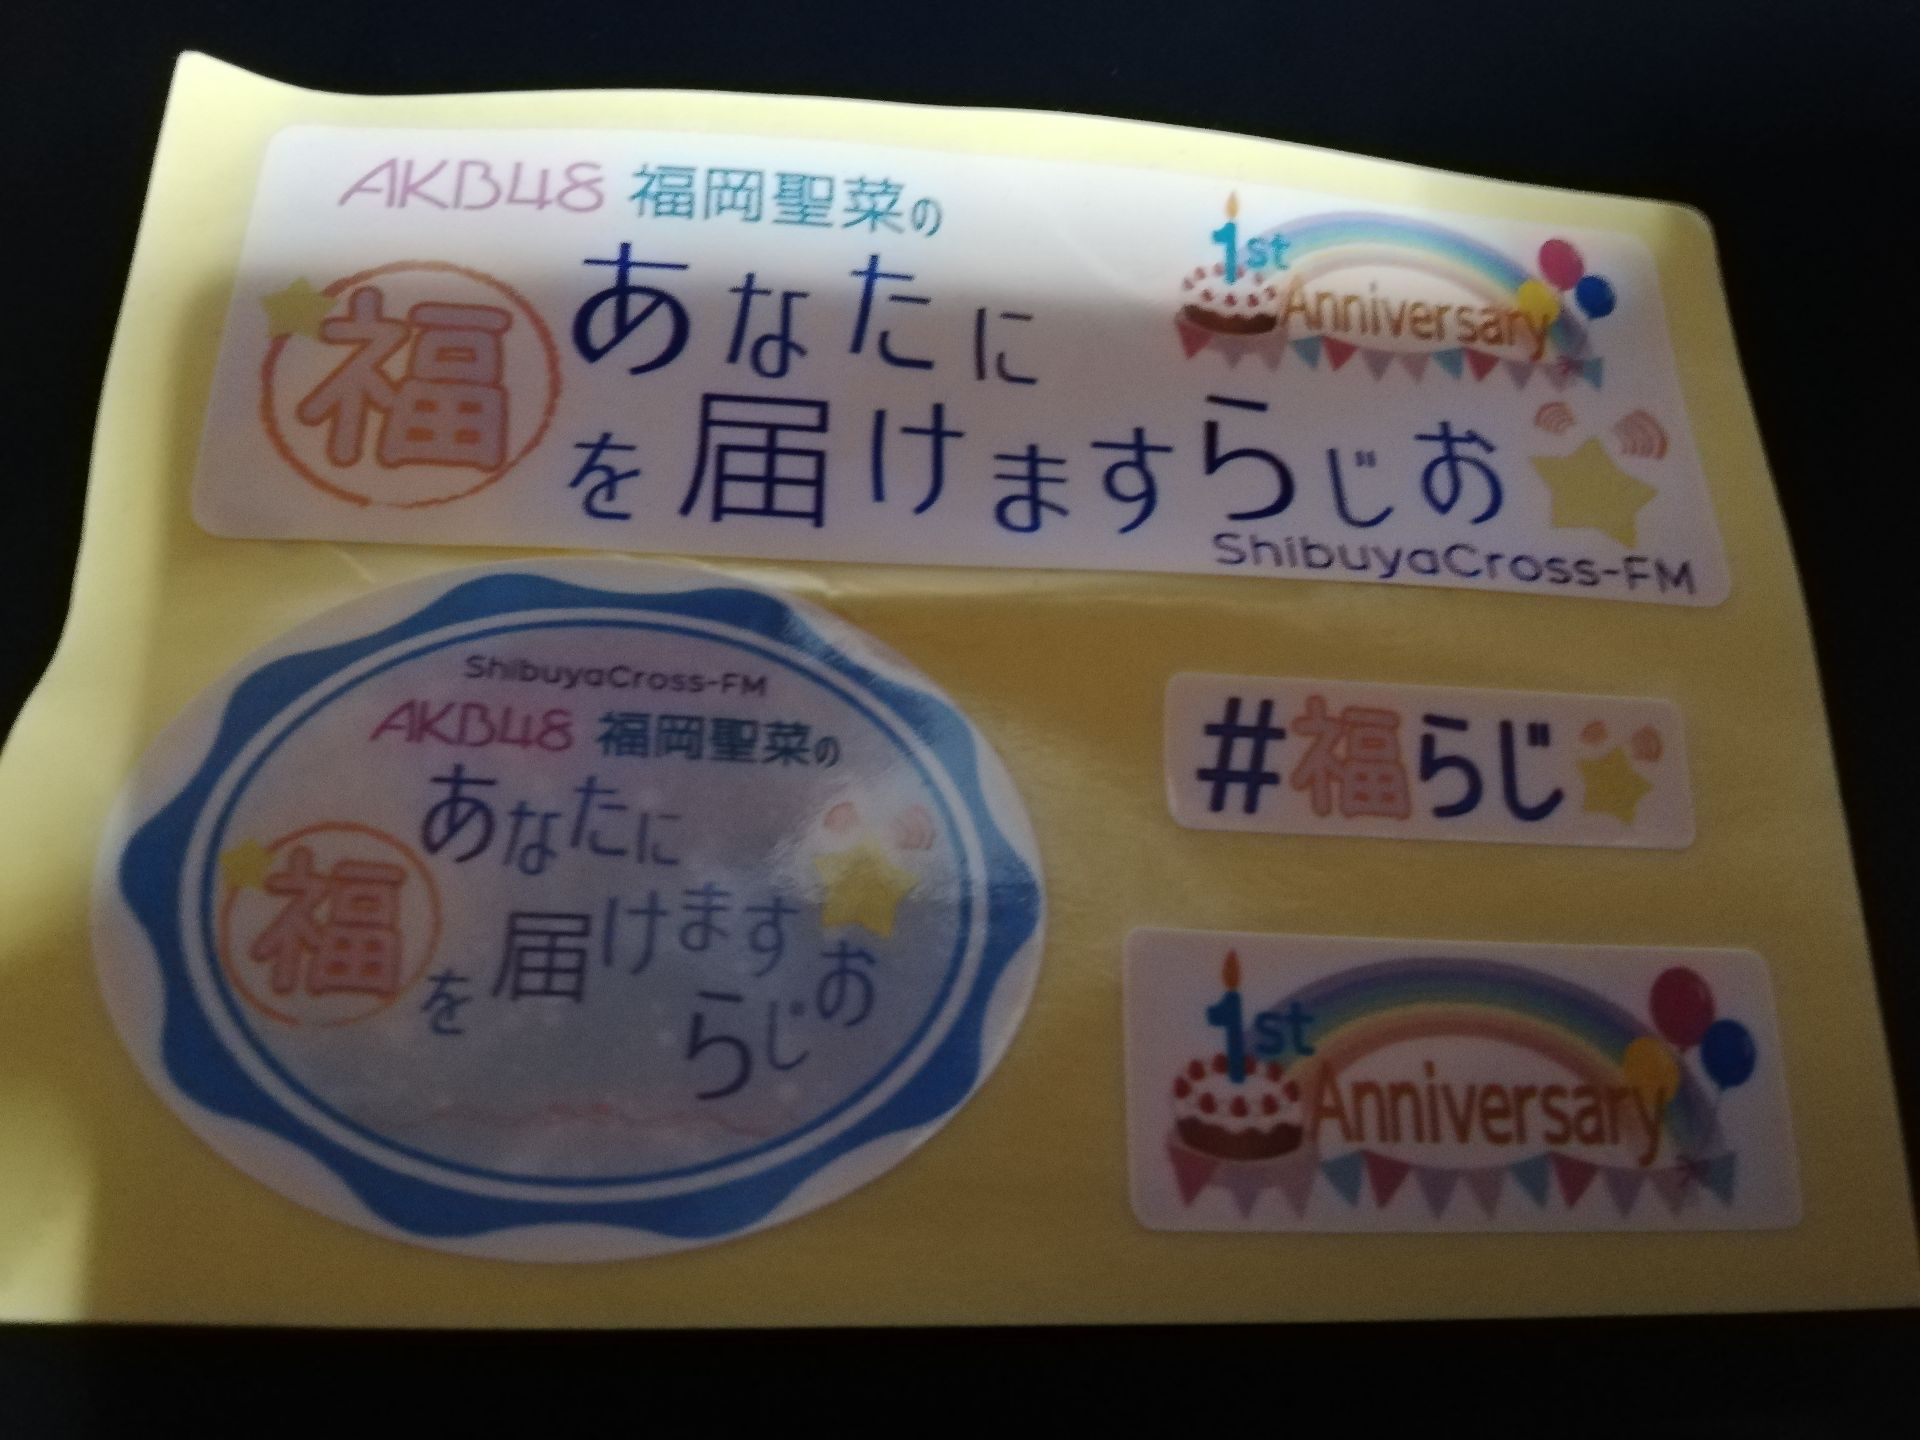 AKB48 福岡聖菜の
あなたに
1st
Anniversary
福を届けますらじお
ShibuyaCross-FM
ShibuyaCross-FM
AKB48 福岡聖菜の
あなたに
福を届けます
らじお
#福らじ
1st
Anniversary